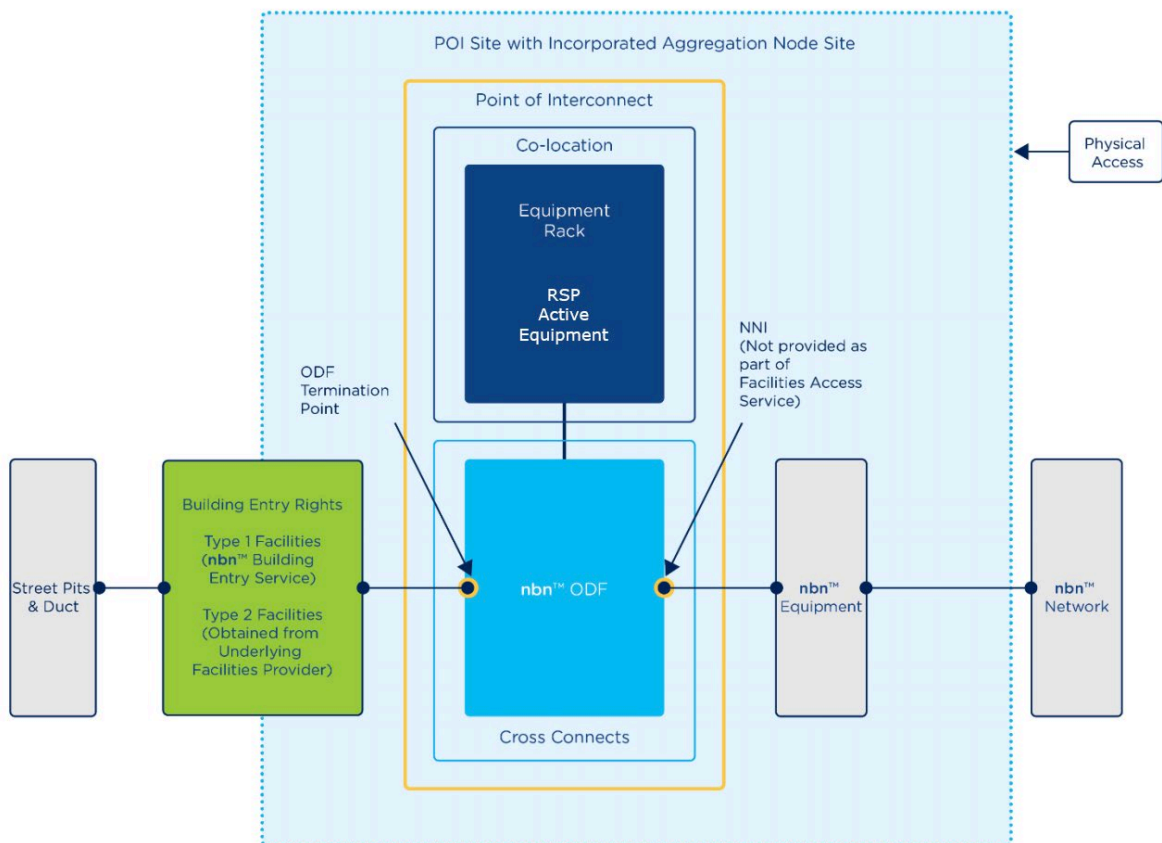 POI Site with Incorporated Aggregation Node Site
Point of Interconnect
Co-location
Physical
Access
Equipment
Rack
RSP
Active
Equipment
NNI
(Not provided as
part of
Facilities Access
Service)
ODF
Termination
Point
Building Entry Rights
Type 1 Facilities
(nbn™ Building
Entry Service)
Type 2 Facilities
(Obtained from
Underlying
Facilities Provider)
Street Pits
& Duct
nbn™ ODF
nbn™
Equipment
nbn™
Network
Cross Connects